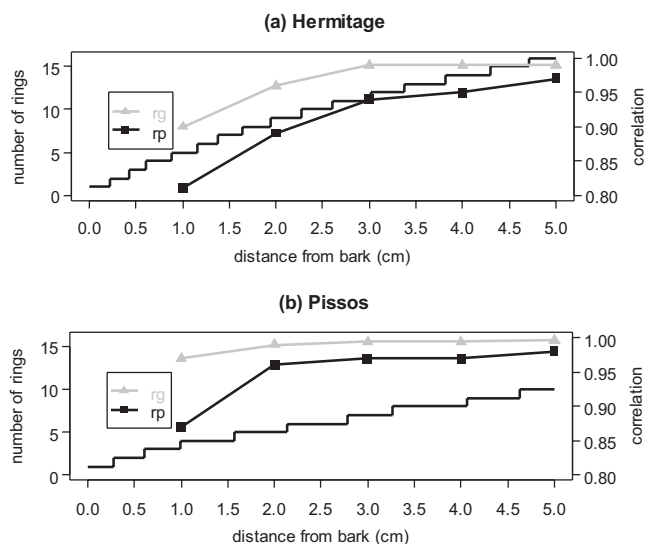 (a) Hermitage
number of rings
15
10
5
0
rg
rp
1.00
0.95
0.90
0.85
0.80
correlation
0.0 0.5 1.0 1.5 2.0 2.5 3.0 3.5 4.0 4.5 5.0
distance from bark (cm)
(b) Pissos
number of rings
15
10
5
0
rg
rp
1.00
0.95
0.90
0.85
0.80
correlation
0.0 0.5 1.0 1.5 2.0 2.5 3.0 3.5 4.0 4.5 5.0
distance from bark (cm)